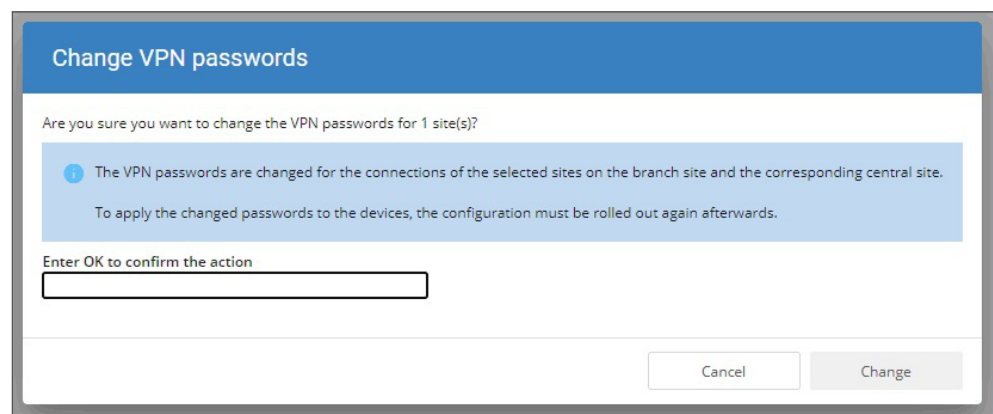 Change VPN passwords
Are you sure you want to change the VPN passwords for 1 site(s)?
The VPN passwords are changed for the connections of the selected sites on the branch site and the corresponding central site.
To apply the changed passwords to the devices, the configuration must be rolled out again afterwards.
Enter OK to confirm the action
Cancel
Change